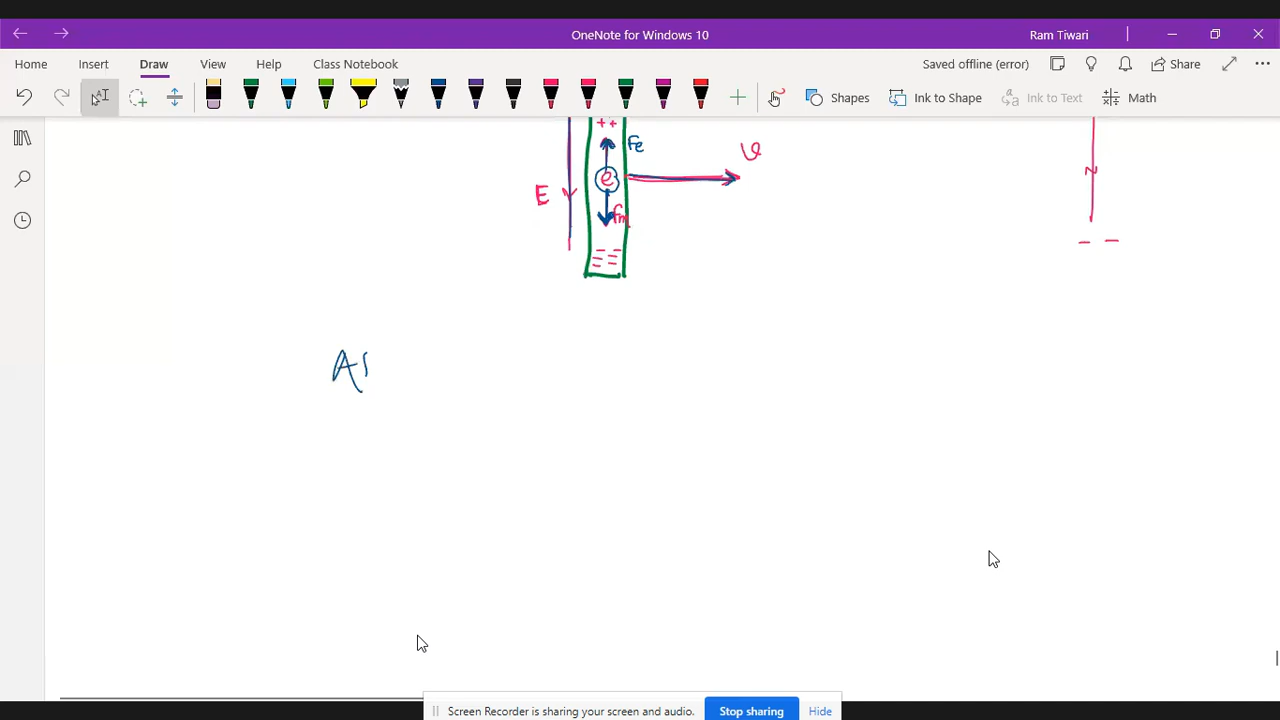 OneNote for Windows 10
Ram Tiwari
Home Insert Draw View Help Class Notebook
Saved offline (error) Share
Shapes Ink to Shape Ink to Text Math
++
Fe
e
E
fm
v
-- --
- -
N
A
Screen Recorder is sharing your screen and audio. Stop sharing Hide